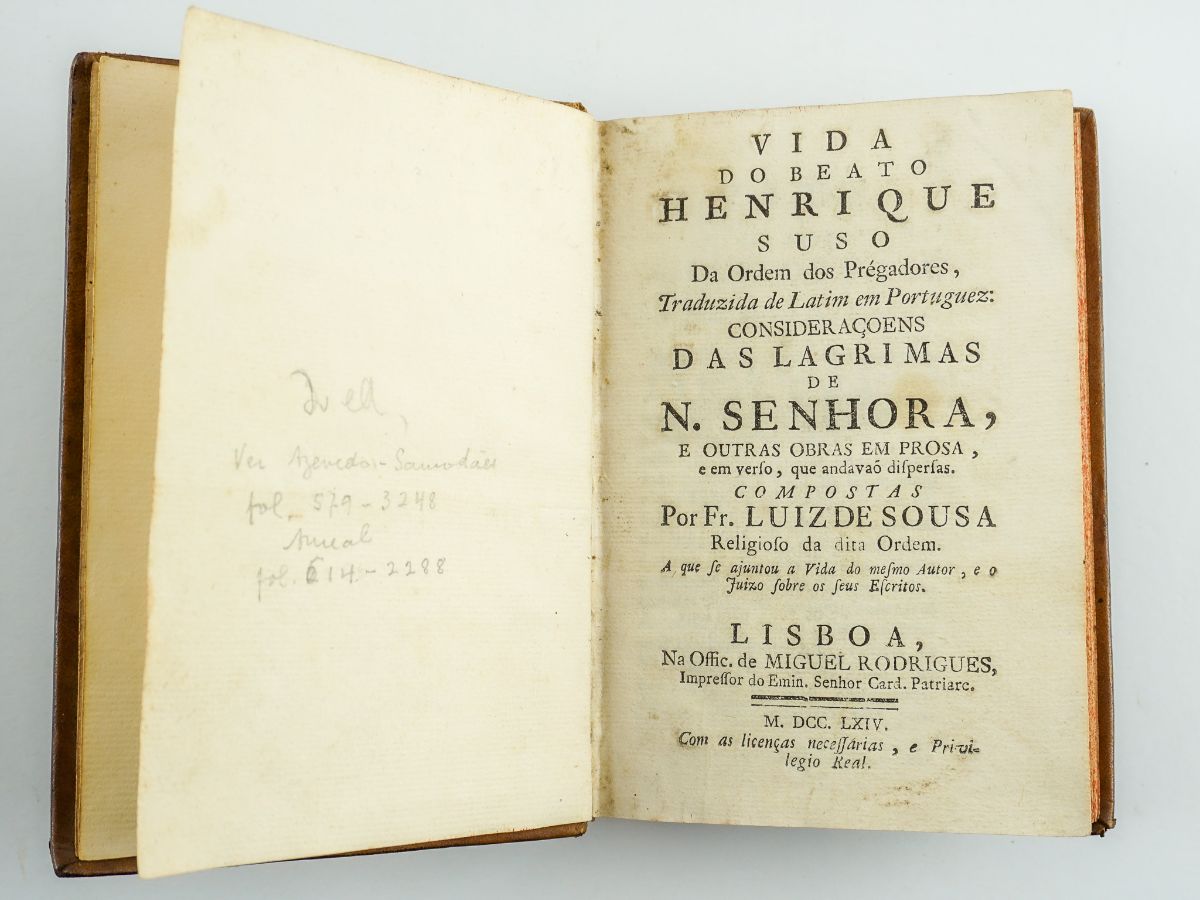 Ver Azevedo-Samodães
fol. 579-3248
Ameal
fol. 614-2288
VIDA
DO BEATO
HENRIQUE
SUSO
Da Ordem dos Prégadores,
Traduzida de Latim em Portuguez:
CONSIDERAÇOENS
DAS LAGRIMAS
DE
N. SENHORA,
E OUTRAS OBRAS EM PROSA,
e em verſo, que andavaõ diſperſas.
COMPOSTAS
Por Fr. LUIZ DE SOUSA
Religioſo da dita Ordem.
A que ſe ajuntou a Vida do meſmo Autor, e o
Juizo ſobre os ſeus Eſcritos.
LISBOA,
Na Offic. de MIGUEL RODRIGUES,
Impreſſor do Emin. Senhor Card. Patriarc.
M. DCC. LXIV.
Com as licenças neceſſarias, e Privi-
legio Real.